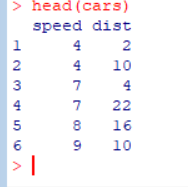 > head(cars)
  speed dist
1     4    2
2     4   10
3     7    4
4     7   22
5     8   16
6     9   10
>